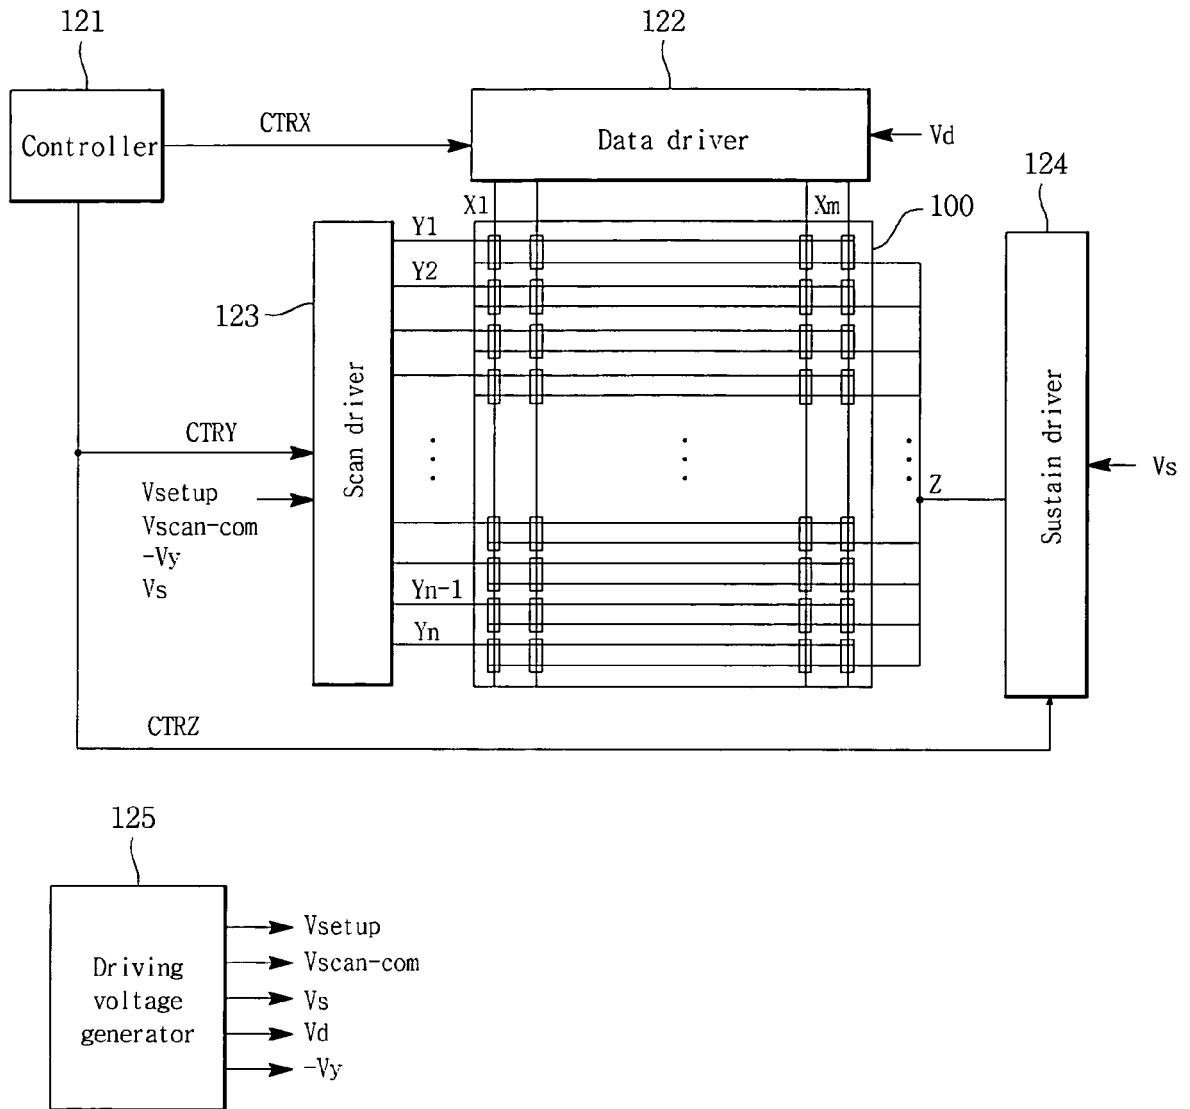 121
122
Controller
CTRX
Data driver
Vd
124
X1
Xm
100
Y1
Y2
123
Scan driver
Sustain driver
CTRY
Vsetup
Vscan-com
-Vy
Vs
Z
Vs
Yn-1
Yn
CTRZ
125
Driving
voltage
generator
Vsetup
Vscan-com
Vs
Vd
-Vy